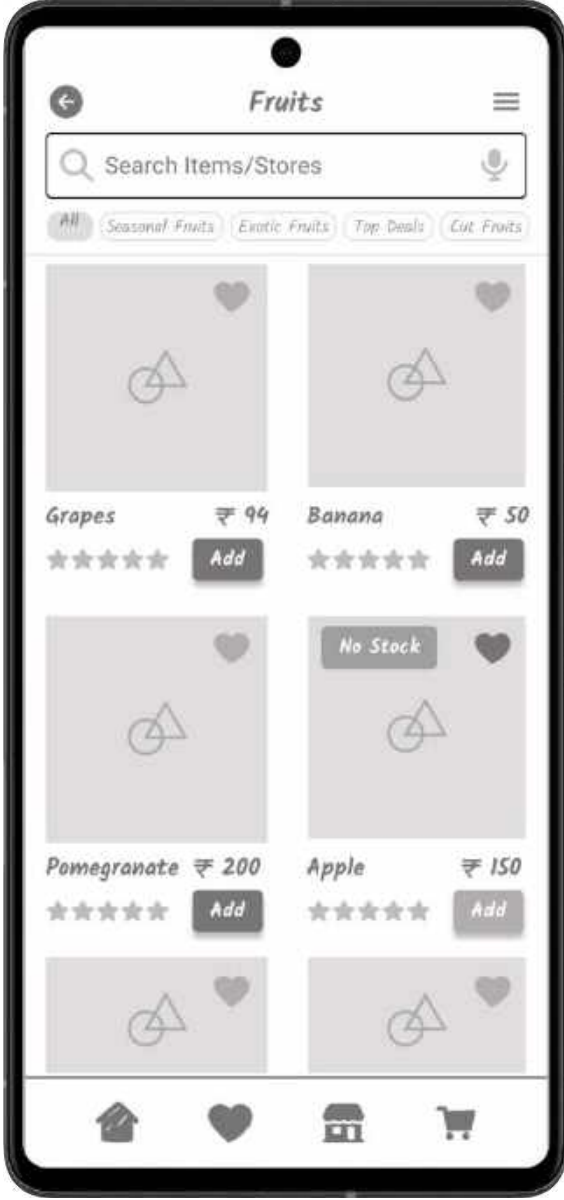 Fruits
Search Items/Stores
All Seasonal Fruits Exotic Fruits Top Deals Cut Fruits
Grapes ₹ 94 Banana ₹ 50
Add Add
No Stock
Pomegranate ₹ 200 Apple ₹ 150
Add Add